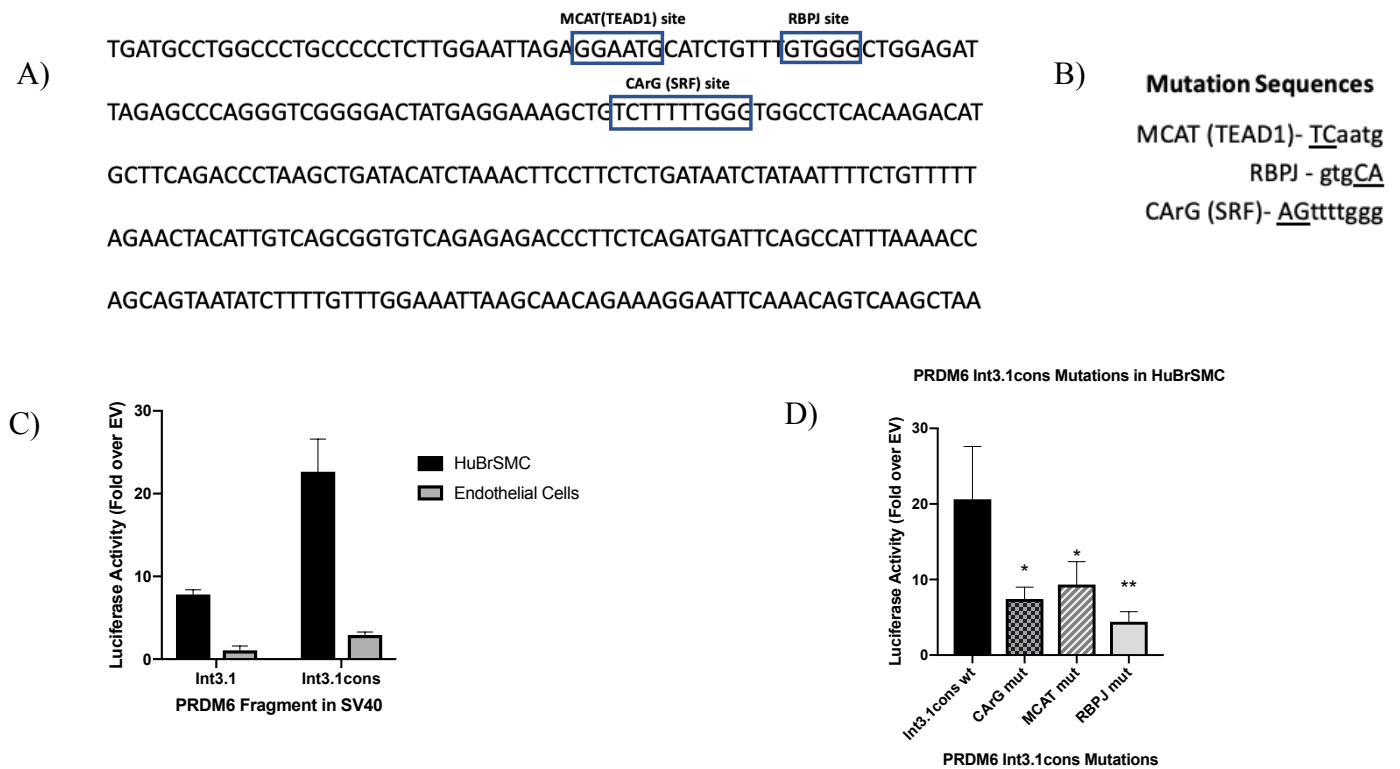 A)
MCAT(TEAD1) site RBPJ site
TGATGCCTGGCCCTGCCCCCTCTTGGAATTAGAGGAATGCATCTGTTTGTGGGCTGGAGAT
CArG (SRF) site
TAGAGCCCAGGGTCGGGGACTATGAGGAAAGCTGTCTTTTTGGGTGGCCTCACAAGACAT
GCTTCAGACCCTAAGCTGATACATCTAAACTTCCTTCTCTGATAATCTATAATTTTCTGTTTTT
AGAACTACATTGTCAGCGGTGTCAGAGAGACCCTTCTCAGATGATTCAGCCATTTAAAACC
AGCAGTAATATCTTTTGTTTGGAAATTAAGCAACAGAAAGGAATTCAAACAGTCAAGCTAA
B)
Mutation Sequences
MCAT (TEAD1)- TCaatg
RBPJ - gtgCA
CArG (SRF)- AGttttggg
C)
Luciferase Activity (Fold over EV)
30
20
10
0
Int3.1 Int3.1cons
PRDM6 Fragment in SV40
HuBrSMC
Endothelial Cells
D)
PRDM6 Int3.1cons Mutations in HuBrSMC
Luciferase Activity (Fold over EV)
30
20
10
0
* * **
Int3.1cons wt CArG mut MCAT mut RBPJ mut
PRDM6 Int3.1cons Mutations